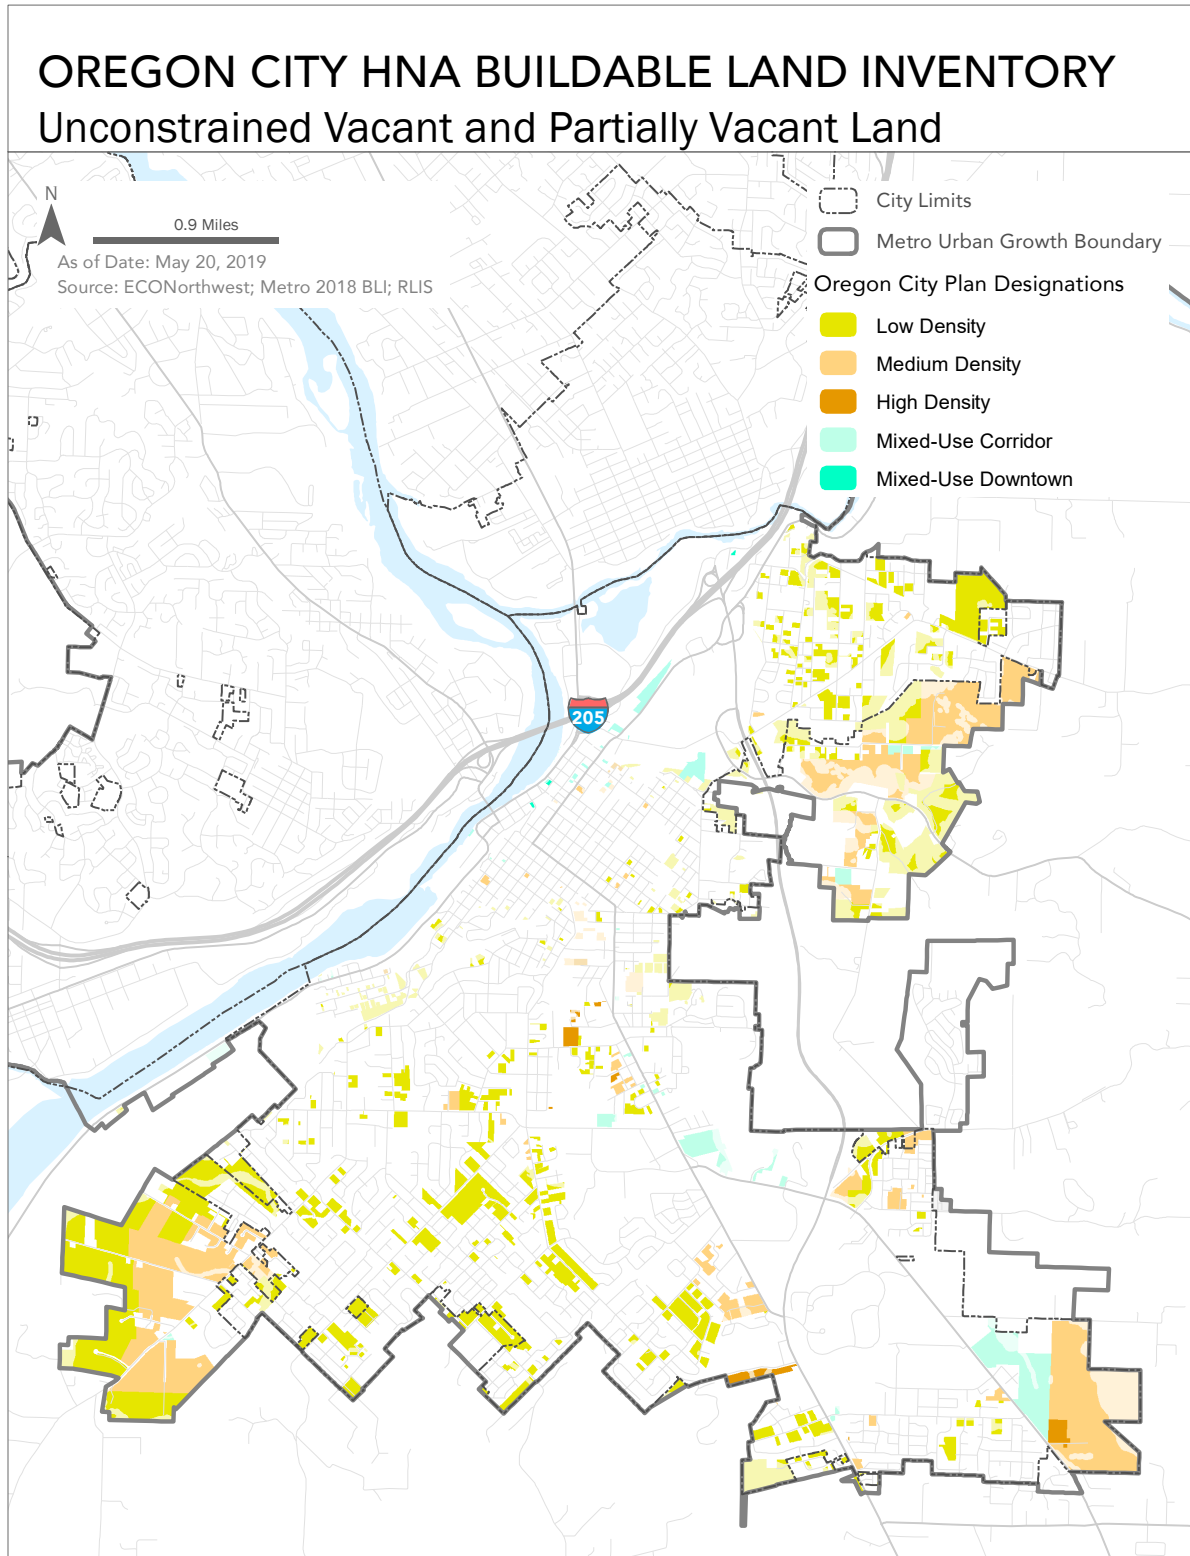 OREGON CITY HNA BUILDABLE LAND INVENTORY
Unconstrained Vacant and Partially Vacant Land
N
0.9 Miles
As of Date: May 20, 2019
Source: ECONorthwest; Metro 2018 BLI; RLIS
City Limits
Metro Urban Growth Boundary
Oregon City Plan Designations
Low Density
Medium Density
High Density
Mixed-Use Corridor
Mixed-Use Downtown
205